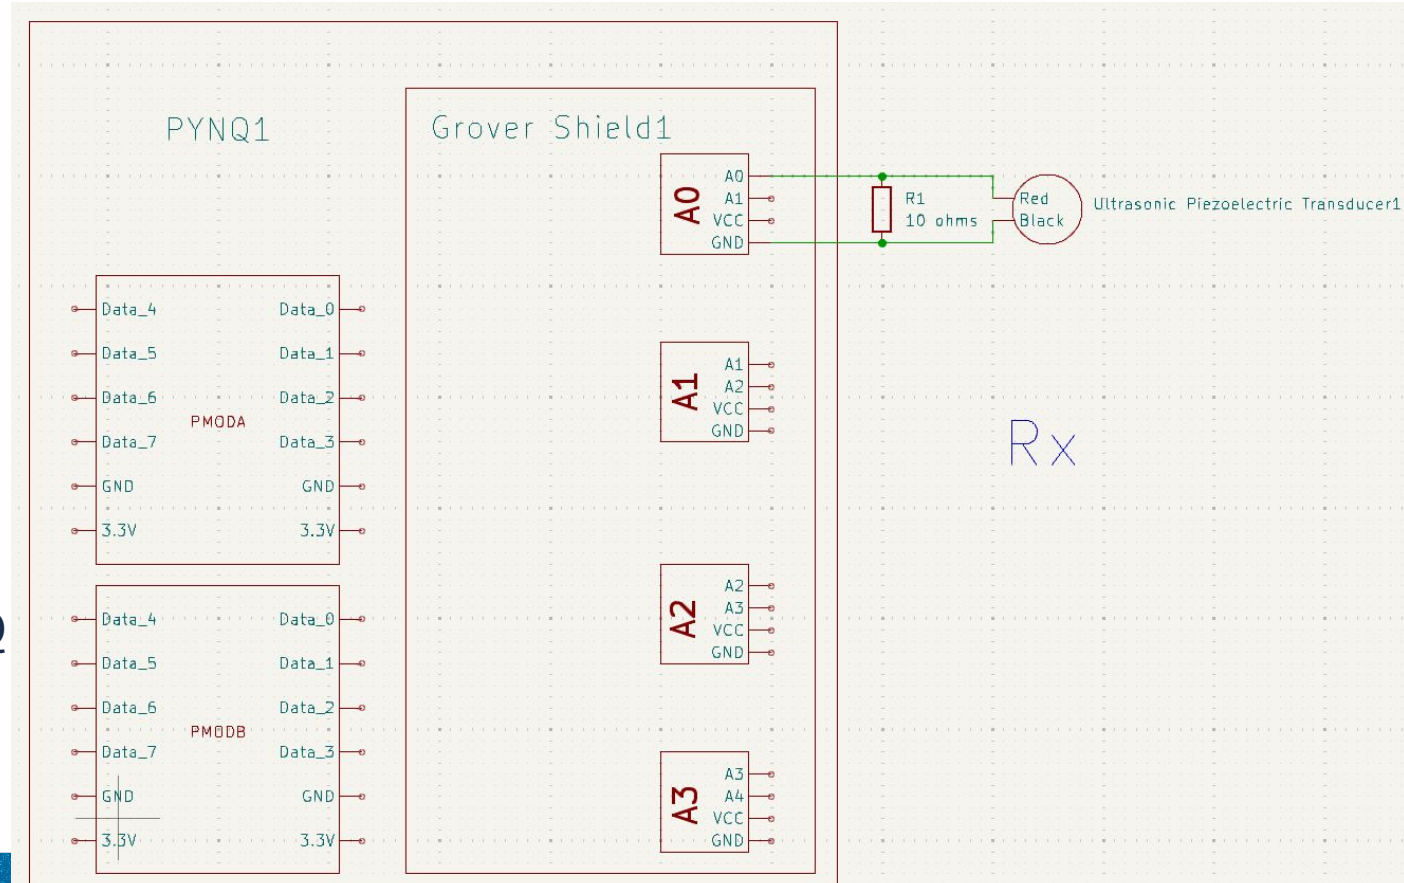 PYNQ1
Grover Shield1
A0
A0
A1
VCC
GND
R1
10 ohms
Red
Black
Ultrasonic Piezoelectric Transducer1
Data_4 Data_0
Data_5 Data_1
Data_6 Data_2
PMODA
Data_7 Data_3
GND GND
3.3V 3.3V
A1
A1
A2
VCC
GND
Rx
Data_4 Data_0
Data_5 Data_1
Data_6 Data_2
PMODB
Data_7 Data_3
GND GND
3.3V 3.3V
A2
A2
A3
VCC
GND
A3
A3
A4
VCC
GND